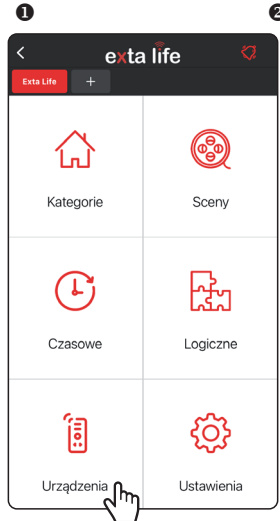 ❶ ❷
exta life
Exta Life +
Kategorie Sceny
Czasowe Logiczne
Urządzenia Ustawienia